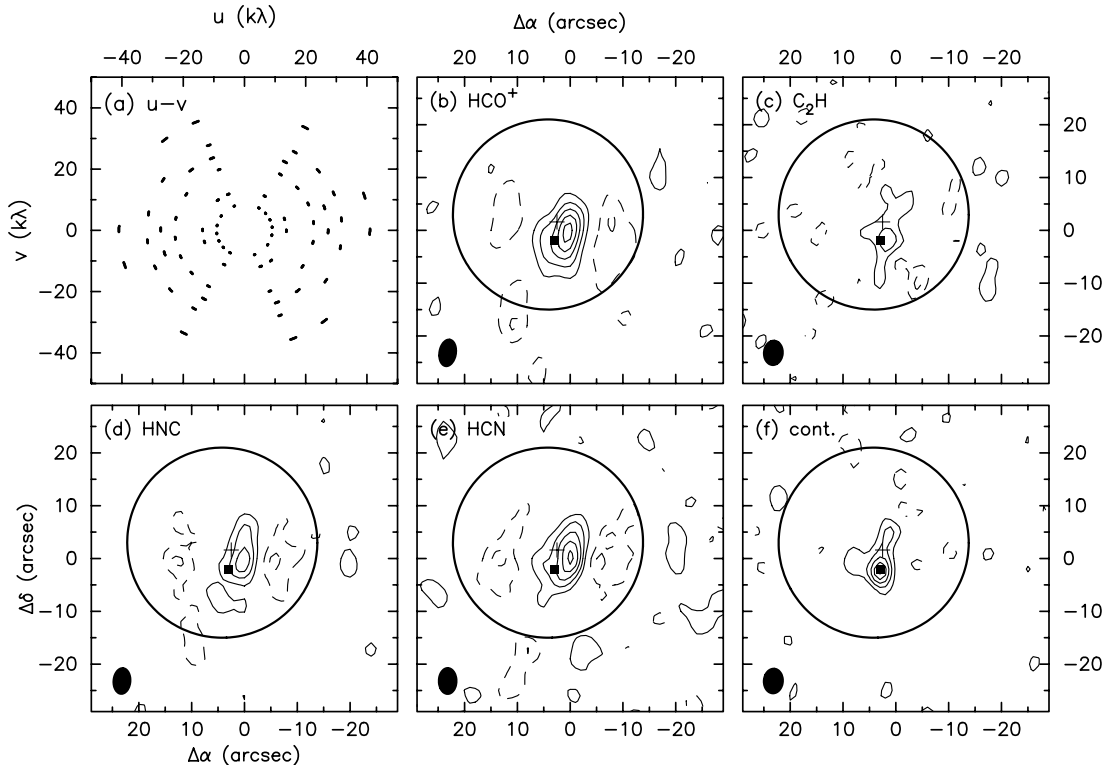 u (kλ)
Δα (arcsec)
−40 −20 0 20 40
20 10 0 −10 −20
20 10 0 −10 −20
(a) u−v
(b) HCO⁺
(c) C₂H
v (kλ)
40
20
0
−20
−40
20
10
0
−10
−20
(d) HNC
(e) HCN
(f) cont.
Δδ (arcsec)
20
10
0
−10
−20
20
10
0
−10
−20
20 10 0 −10 −20
20 10 0 −10 −20
20 10 0 −10 −20
Δα (arcsec)